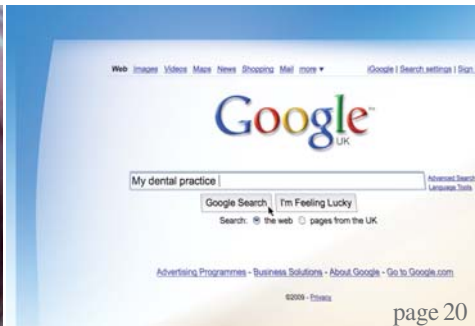 Web Images Videos Maps News Shopping Mail more ▼ iGoogle | Search settings | Sign
Google™
UK
My dental practice
Advanced Search
Language Tools
Google Search I'm Feeling Lucky
Search: the web pages from the UK
Advertising Programmes - Business Solutions - About Google - Go to Google.com
©2009 - Privacy
page 20